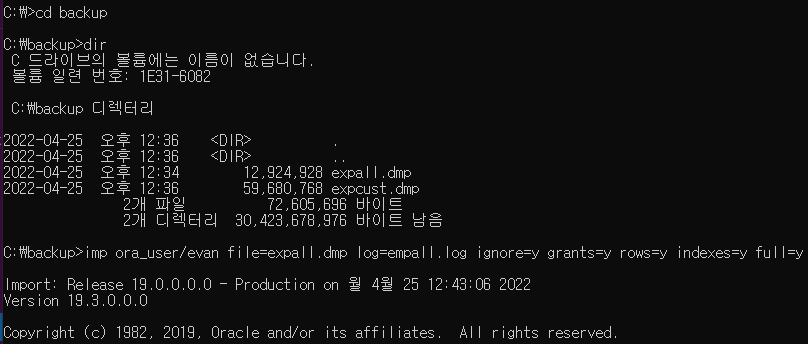 C:\>cd backup
C:\backup>dir
C 드라이브의 볼륨에는 이름이 없습니다.
볼륨 일련 번호: 1E31-6082
C:\backup 디렉터리
2022-04-25 오후 12:36 <DIR> .
2022-04-25 오후 12:36 <DIR> ..
2022-04-25 오후 12:34 12,924,928 expall.dmp
2022-04-25 오후 12:36 59,680,768 expcust.dmp
2개 파일 72,605,696 바이트
2개 디렉터리 30,423,678,976 바이트 남음
C:\backup>imp ora_user/evan file=expall.dmp log=empall.log ignore=y grants=y rows=y indexes=y full=y
Import: Release 19.0.0.0.0 - Production on 월 4월 25 12:43:06 2022
Version 19.3.0.0.0
Copyright (c) 1982, 2019, Oracle and/or its affiliates. All rights reserved.